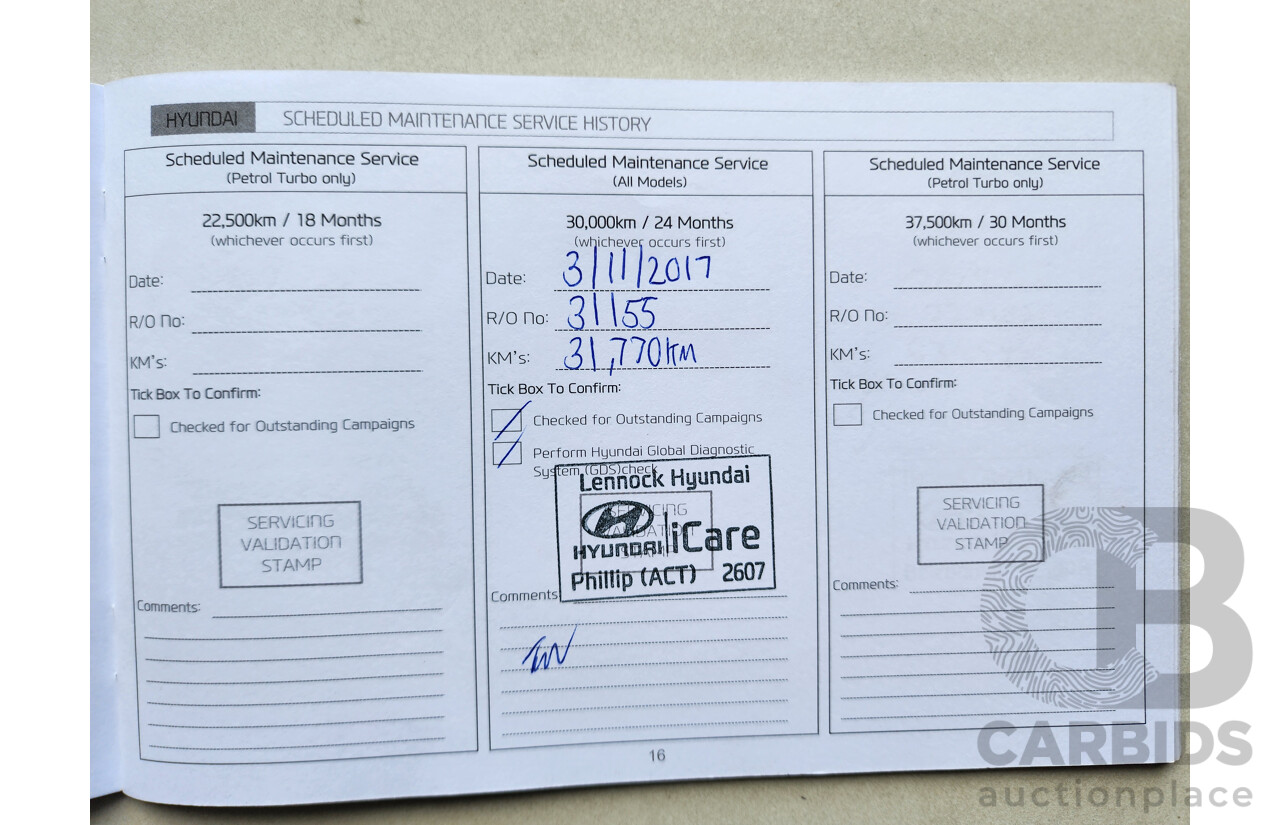 HYUNDAI SCHEDULED MAINTENANCE SERVICE HISTORY
Scheduled Maintenance Service
(Petrol Turbo only)
22,500km / 18 Months
(whichever occurs first)
Date:
R/O No:
KM's:
Tick Box To Confirm:
Checked for Outstanding Campaigns
SERVICING
VALIDATION
STAMP
Comments:
Scheduled Maintenance Service
(All Models)
30,000km / 24 Months
(whichever occurs first)
Date: 3/11/2017
R/O No: 31155
KM's: 31,770KM
Tick Box To Confirm:
Checked for Outstanding Campaigns
Perform Hyundai Global Diagnostic
System (GDS)check
Lennock Hyundai
HYUNDAI iCare
Phillip (ACT) 2607
Comments
Scheduled Maintenance Service
(Petrol Turbo only)
37,500km / 30 Months
(whichever occurs first)
Date:
R/O No:
KM's:
Tick Box To Confirm:
Checked for Outstanding Campaigns
SERVICING
VALIDATION
STAMP
Comments:
16
CB
CARBIDS
auctionplace